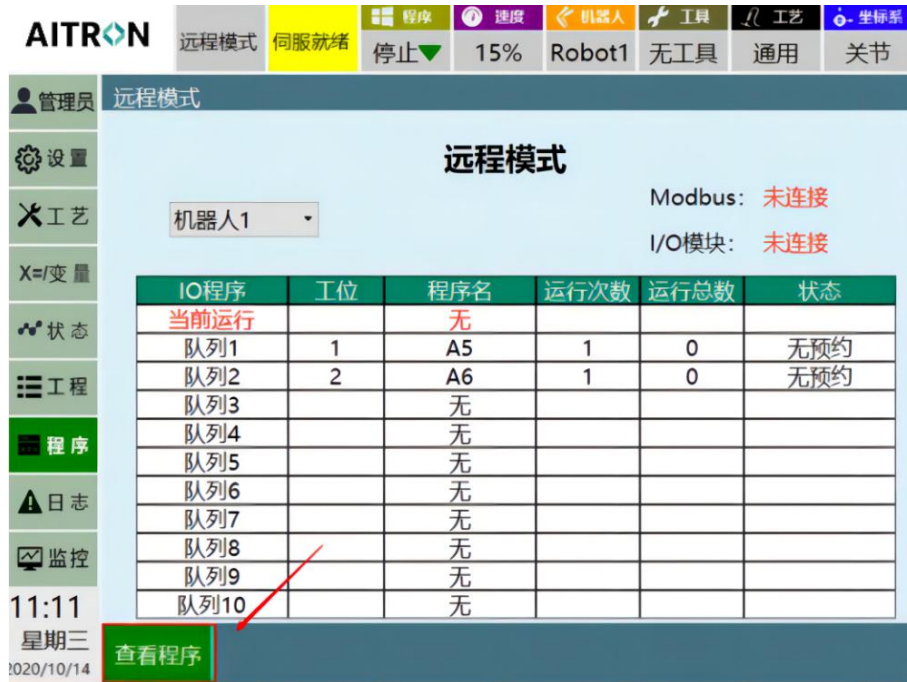 AITRON
远程模式
伺服就绪
程序
停止
速度
15%
机器人
Robot1
工具
无工具
工艺
通用
坐标系
关节
管理员
设置
工艺
X=/变量
状态
工程
程序
日志
监控
11:11
星期三
2020/10/14
远程模式
远程模式
机器人1
Modbus: 未连接
I/O模块: 未连接
IO程序 工位 程序名 运行次数 运行总数 状态
当前运行 无
队列1 1 A5 1 0 无预约
队列2 2 A6 1 0 无预约
队列3 无
队列4 无
队列5 无
队列6 无
队列7 无
队列8 无
队列9 无
队列10 无
查看程序